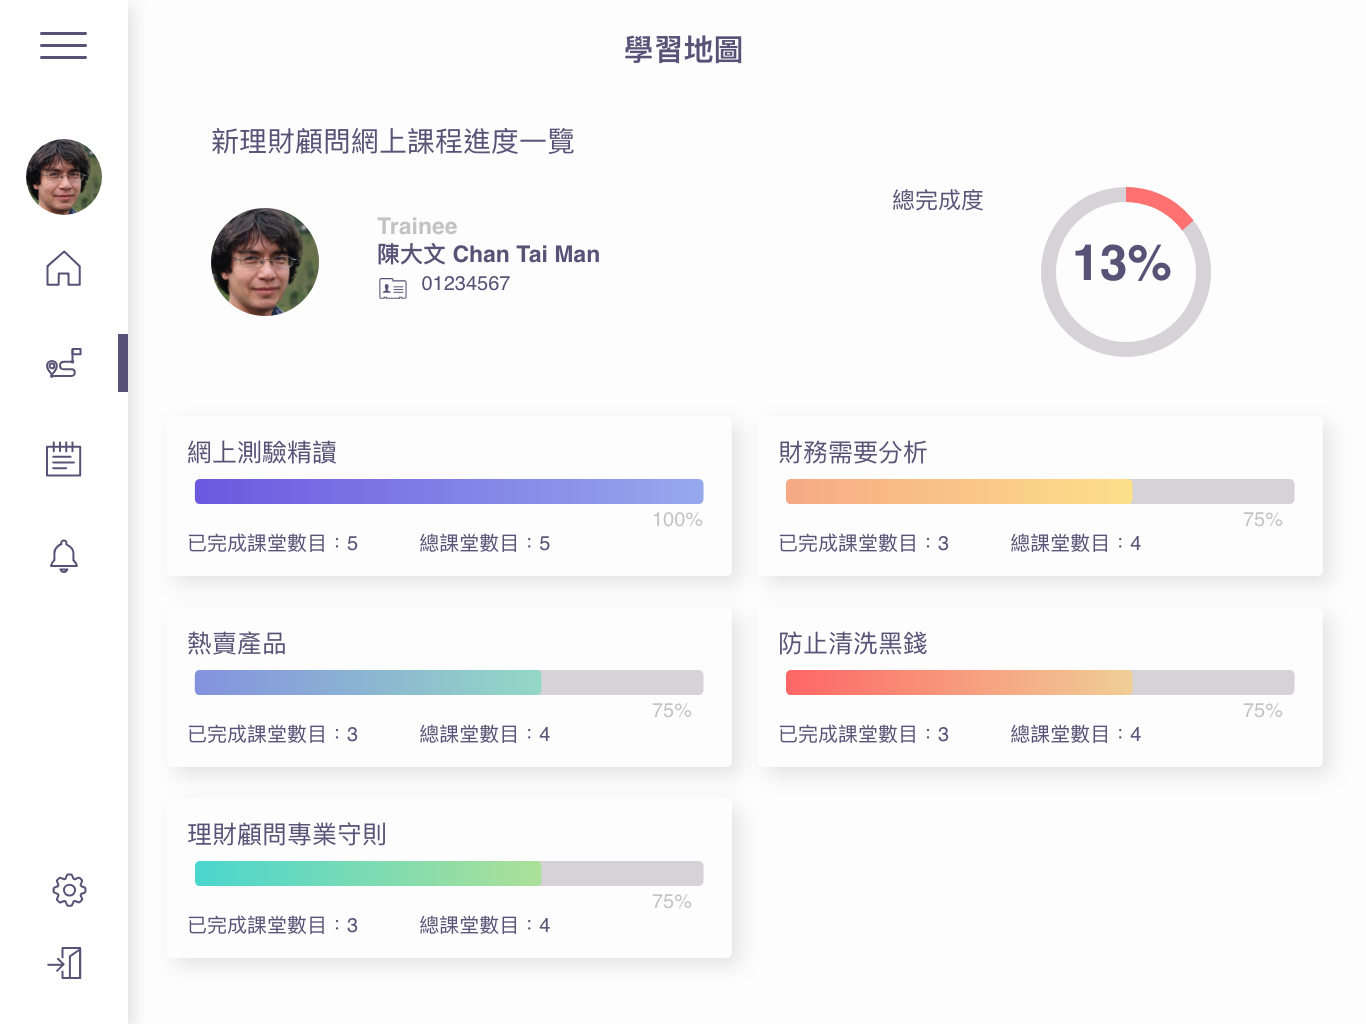 學習地圖
新理財顧問網上課程進度一覽
Trainee
陳大文 Chan Tai Man
01234567
總完成度
13%
網上測驗精讀
100%
已完成課堂數目：5 總課堂數目：5
財務需要分析
75%
已完成課堂數目：3 總課堂數目：4
熱賣產品
75%
已完成課堂數目：3 總課堂數目：4
防止清洗黑錢
75%
已完成課堂數目：3 總課堂數目：4
理財顧問專業守則
75%
已完成課堂數目：3 總課堂數目：4